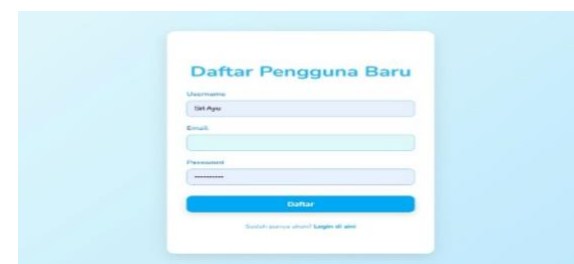 Daftar Pengguna Baru
Username
Siti Ayu
Email
Password
Daftar
Sudah punya akun? Login di sini